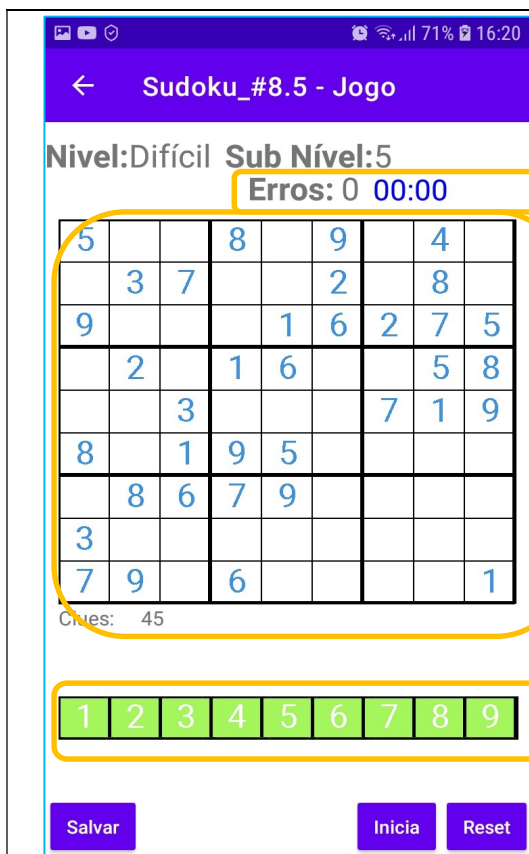 71% 16:20
Sudoku_#8.5 - Jogo
Nivel:Difícil Sub Nível:5
Erros: 0 00:00
5 8 9 4
3 7 2 8
9 1 6 2 7 5
2 1 6 5 8
3 7 1 9
8 1 9 5
8 6 7 9
3
7 9 6 1
Clues: 45
1 2 3 4 5 6 7 8 9
Salvar Inicia Reset